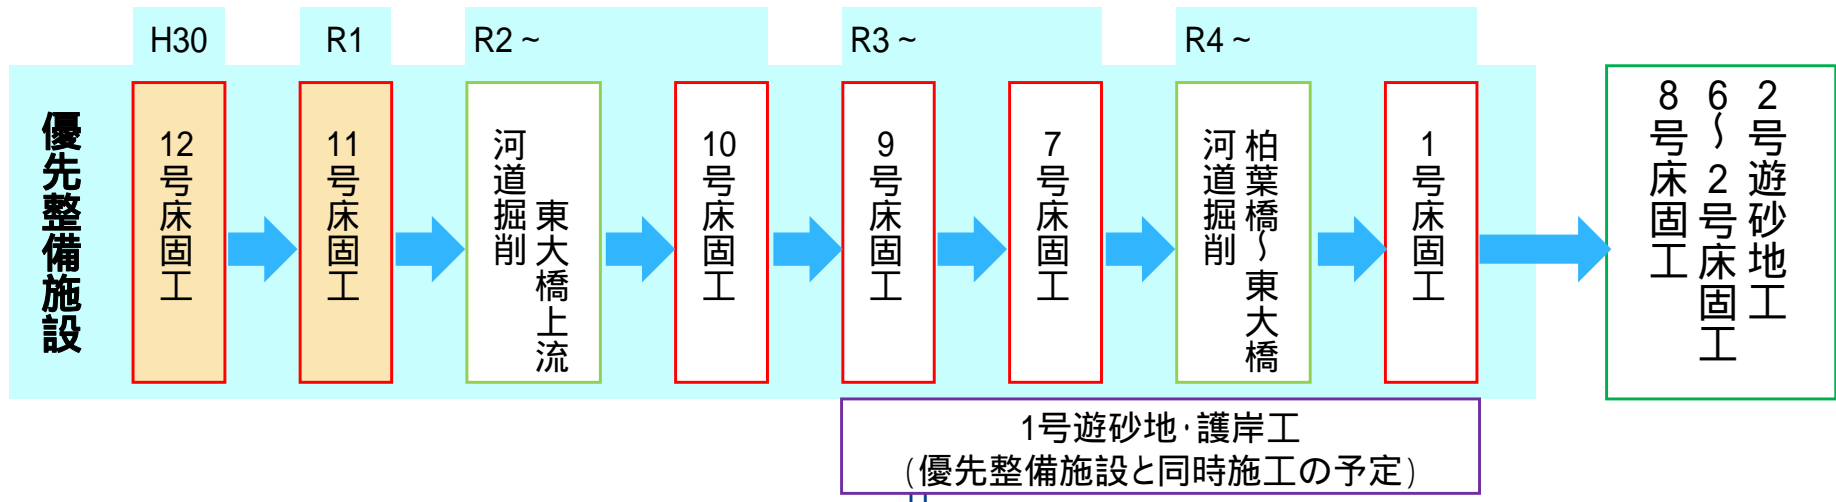 H30
R1
R2～
R3～
R4～
優先整備施設
12号床固工
11号床固工
東大橋上流
河道掘削
10号床固工
9号床固工
7号床固工
柏葉橋～東大橋
河道掘削
1号床固工
2号遊砂地工
6～2号床固工
8号床固工
1号遊砂地・護岸工
(優先整備施設と同時施工の予定)